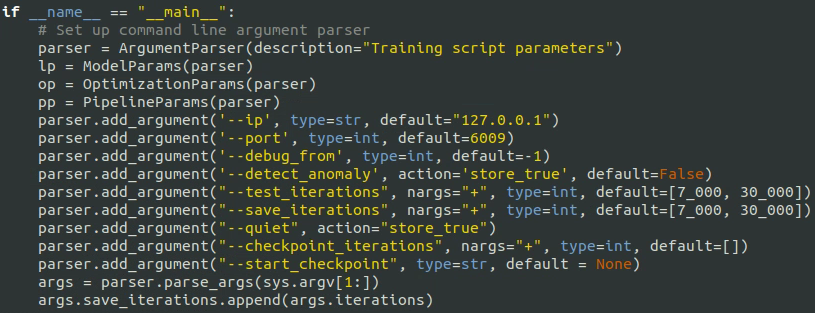 if __name__ == "__main__":
    # Set up command line argument parser
    parser = ArgumentParser(description="Training script parameters")
    lp = ModelParams(parser)
    op = OptimizationParams(parser)
    pp = PipelineParams(parser)
    parser.add_argument('--ip', type=str, default="127.0.0.1")
    parser.add_argument('--port', type=int, default=6009)
    parser.add_argument('--debug_from', type=int, default=-1)
    parser.add_argument('--detect_anomaly', action='store_true', default=False)
    parser.add_argument("--test_iterations", nargs="+", type=int, default=[7_000, 30_000])
    parser.add_argument("--save_iterations", nargs="+", type=int, default=[7_000, 30_000])
    parser.add_argument("--quiet", action="store_true")
    parser.add_argument("--checkpoint_iterations", nargs="+", type=int, default=[])
    parser.add_argument("--start_checkpoint", type=str, default = None)
    args = parser.parse_args(sys.argv[1:])
    args.save_iterations.append(args.iterations)